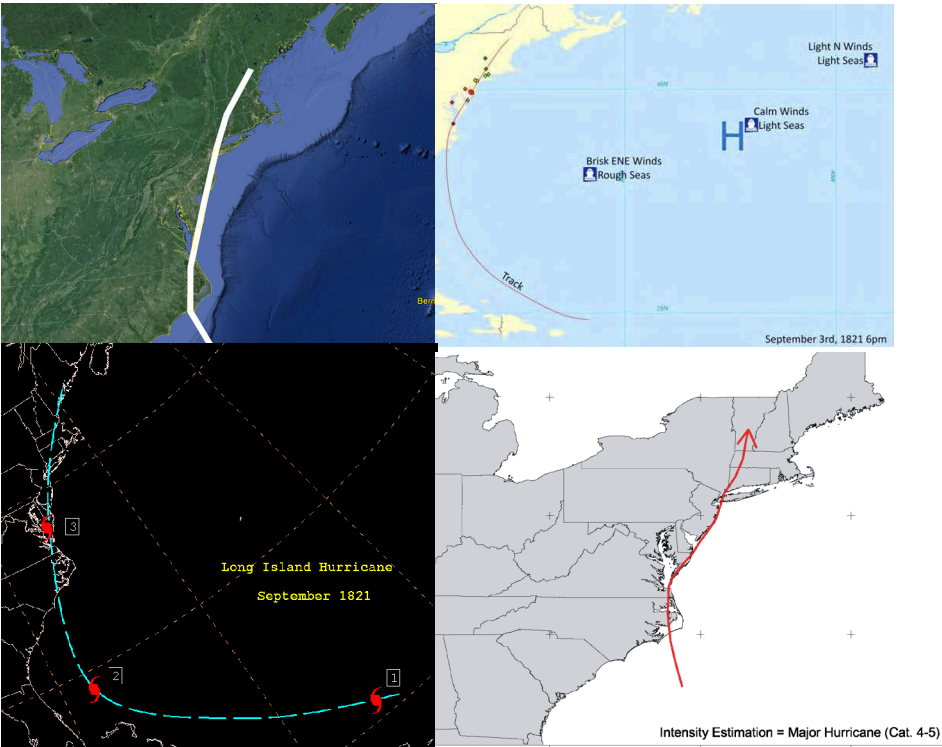 Bern
Light N Winds
Light Seas
Calm Winds
Light Seas
H
Brisk ENE Winds
Rough Seas
Track
September 3rd, 1821 6pm
3
Long Island Hurricane
September 1821
2
1
Intensity Estimation = Major Hurricane (Cat. 4-5)